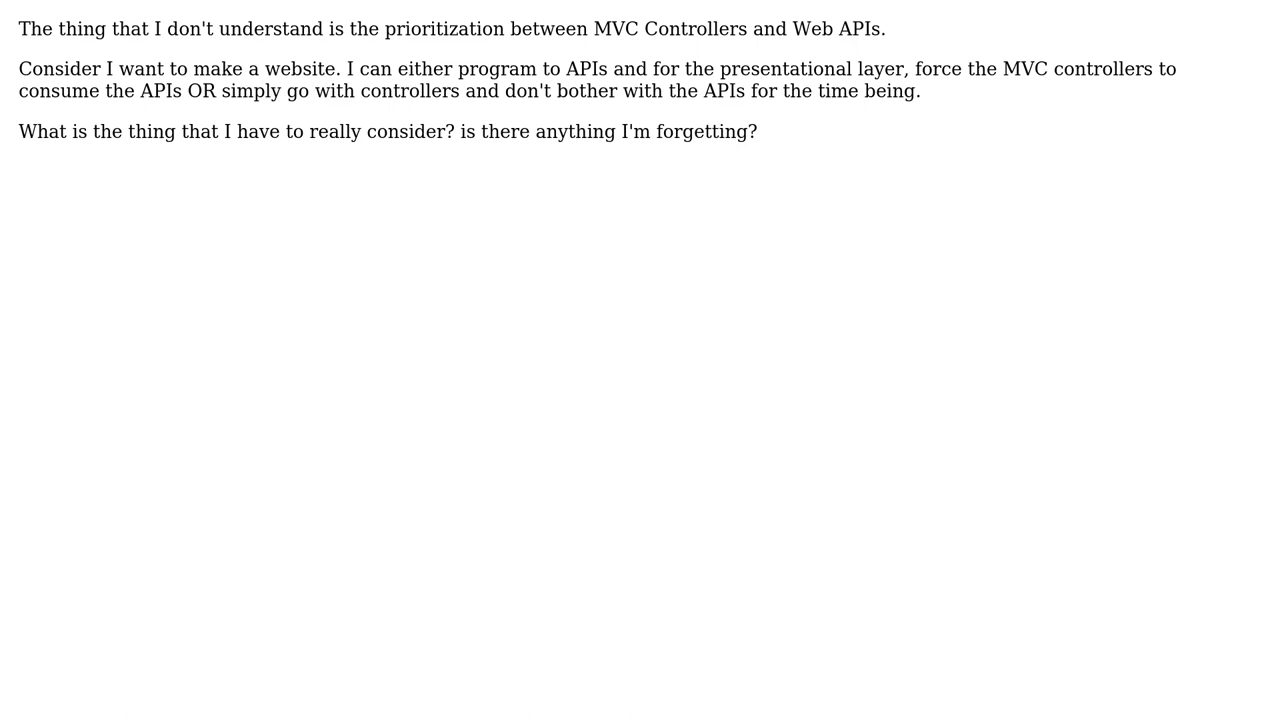 The thing that I don't understand is the prioritization between MVC Controllers and Web APIs.
Consider I want to make a website. I can either program to APIs and for the presentational layer, force the MVC controllers to
consume the APIs OR simply go with controllers and don't bother with the APIs for the time being.
What is the thing that I have to really consider? is there anything I'm forgetting?